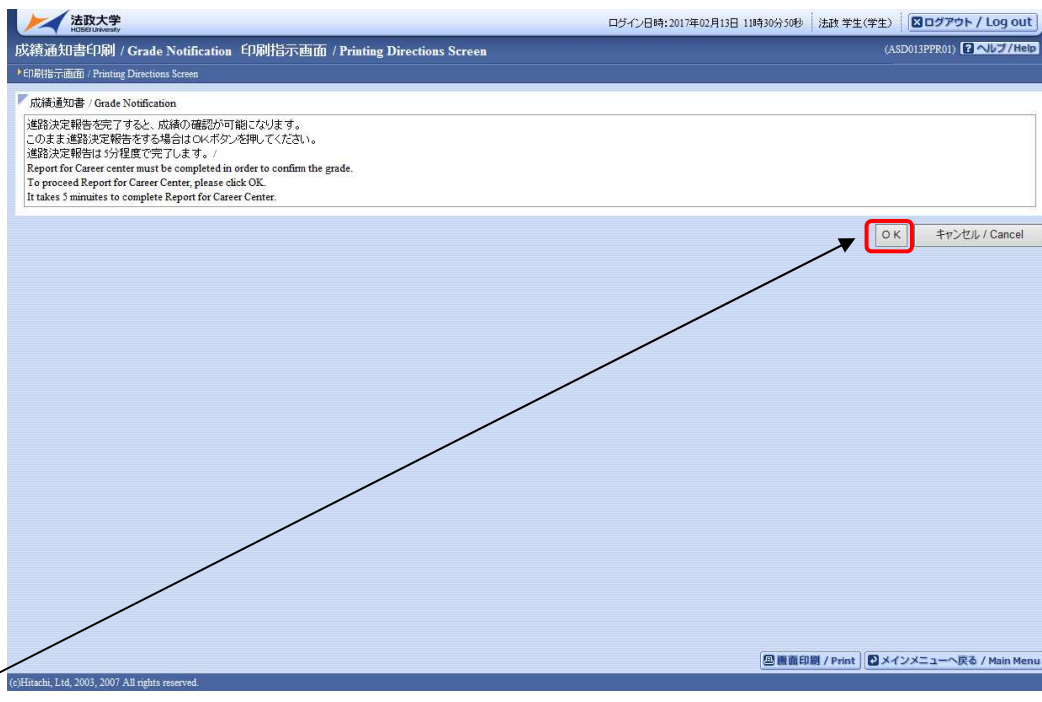 法政大学
HOSEI University
ログイン日時:2017年02月13日 11時30分50秒 法政 学生(学生) ログアウト / Log out
成績通知書印刷 / Grade Notification 印刷指示画面 / Printing Directions Screen (ASD013PPR01) ? ヘルプ/Help
印刷指示画面 / Printing Directions Screen
成績通知書 / Grade Notification
進路決定報告を完了すると、成績の確認が可能になります。
このまま進路決定報告をする場合はOKボタンを押してください。
進路決定報告は5分程度で完了します。/
Report for Career center must be completed in order to confirm the grade.
To proceed Report for Career Center, please click OK.
It takes 5 minuites to complete Report for Career Center.
OK キャンセル / Cancel
画面印刷 / Print メインメニューへ戻る / Main Menu
(c)Hitachi, Ltd, 2003, 2007 All rights reserved.